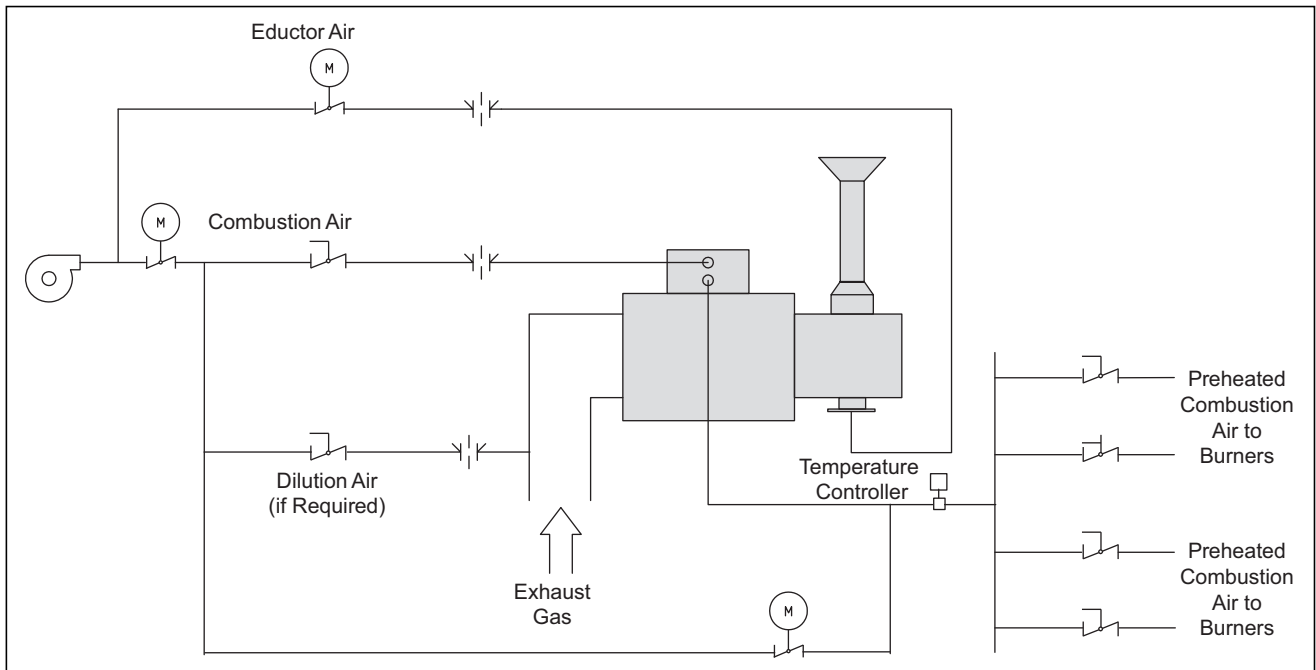 Eductor Air
M
M
Combustion Air
Dilution Air
(if Required)
Exhaust
Gas
Temperature
Controller
M
Preheated
Combustion
Air to
Burners
Preheated
Combustion
Air to
Burners